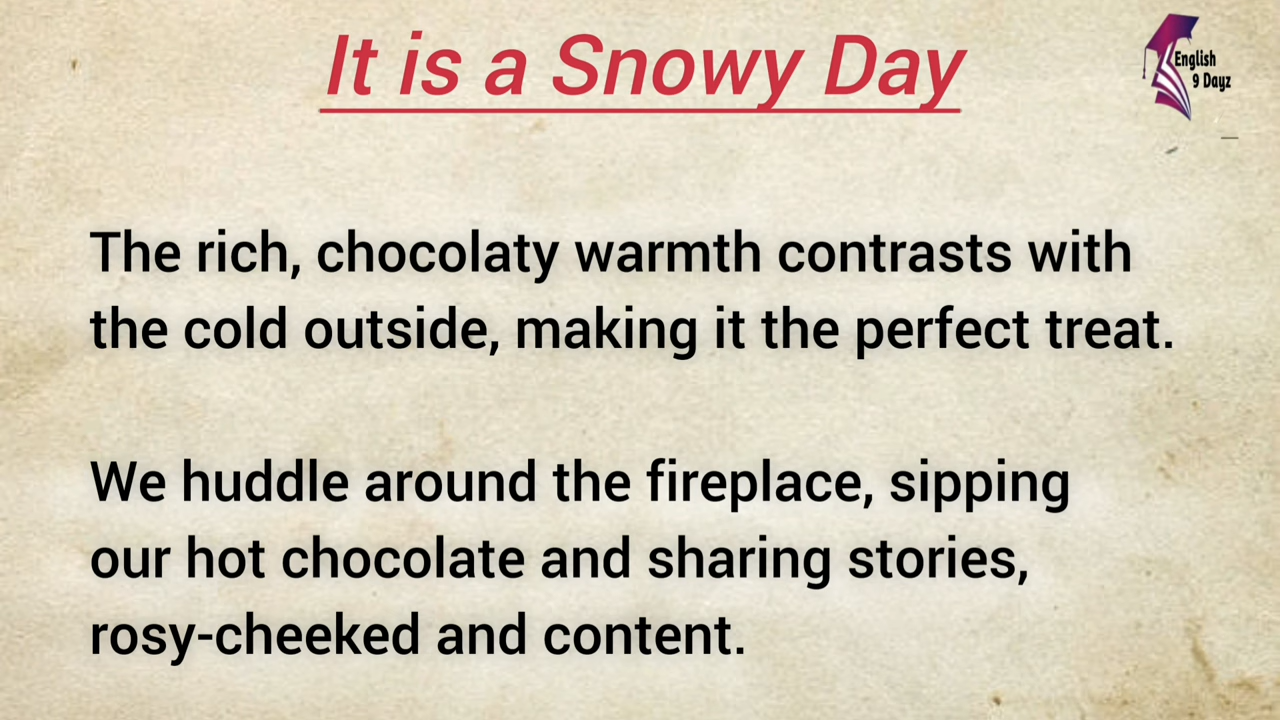 It is a Snowy Day
English
9 Dayz
The rich, chocolaty warmth contrasts with
the cold outside, making it the perfect treat.
We huddle around the fireplace, sipping
our hot chocolate and sharing stories,
rosy-cheeked and content.